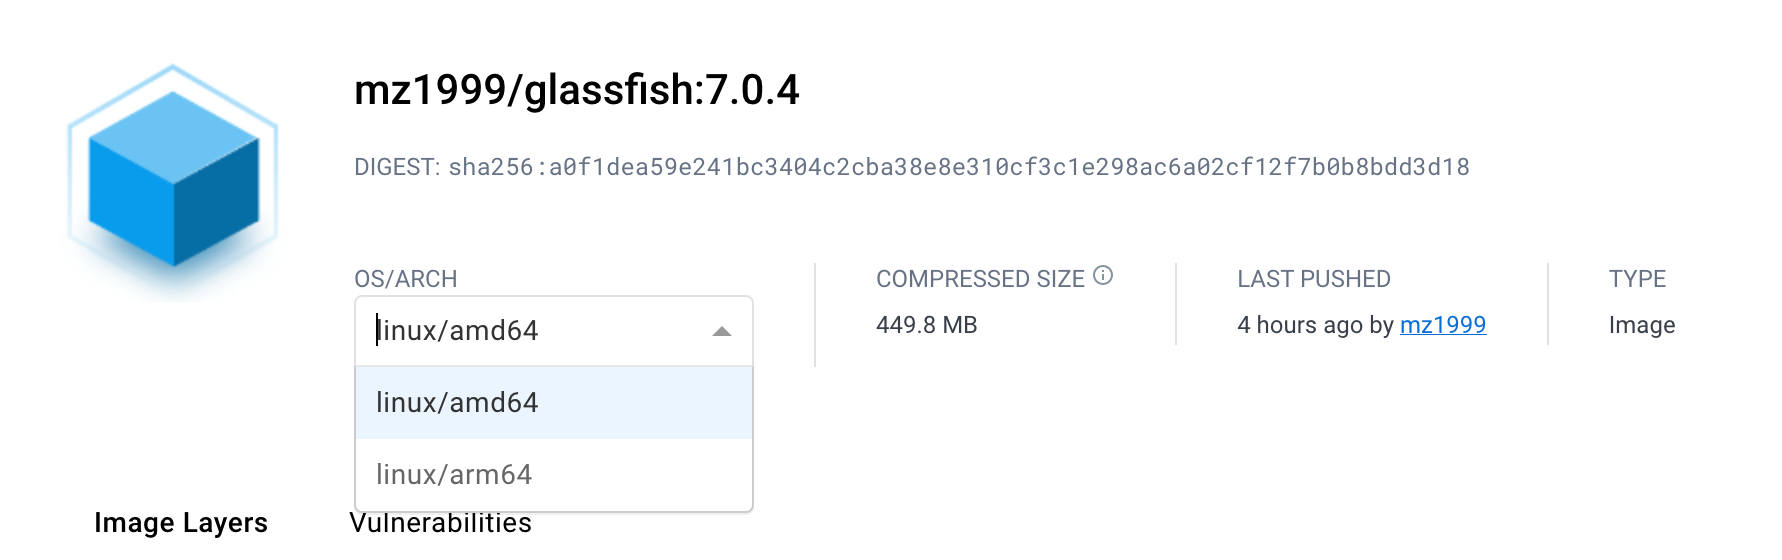 mz1999/glassfish:7.0.4
DIGEST: sha256:a0f1dea59e241bc3404c2cba38e8e310cf3c1e298ac6a02cf12f7b0b8bdd3d18
OS/ARCH
linux/amd64
linux/amd64
linux/arm64
COMPRESSED SIZE
449.8 MB
LAST PUSHED
4 hours ago by mz1999
TYPE
Image
Image Layers
Vulnerabilities